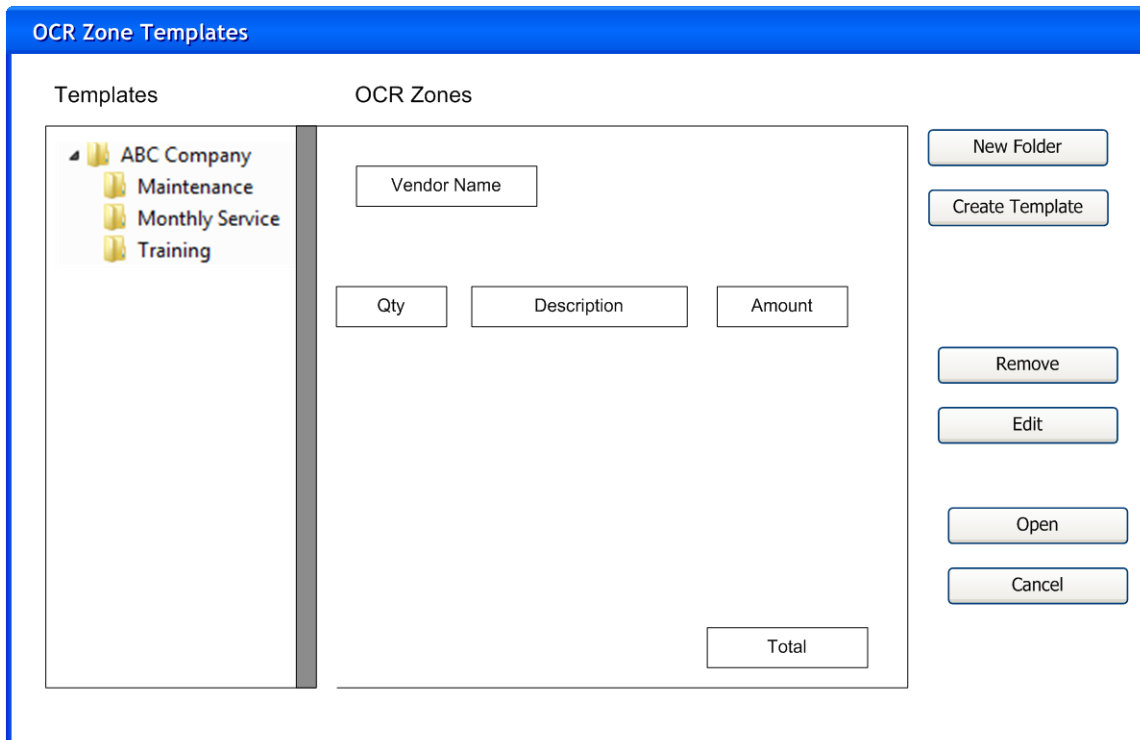 OCR Zone Templates
Templates
OCR Zones
ABC Company
Maintenance
Monthly Service
Training
Vendor Name
Qty
Description
Amount
Total
New Folder
Create Template
Remove
Edit
Open
Cancel